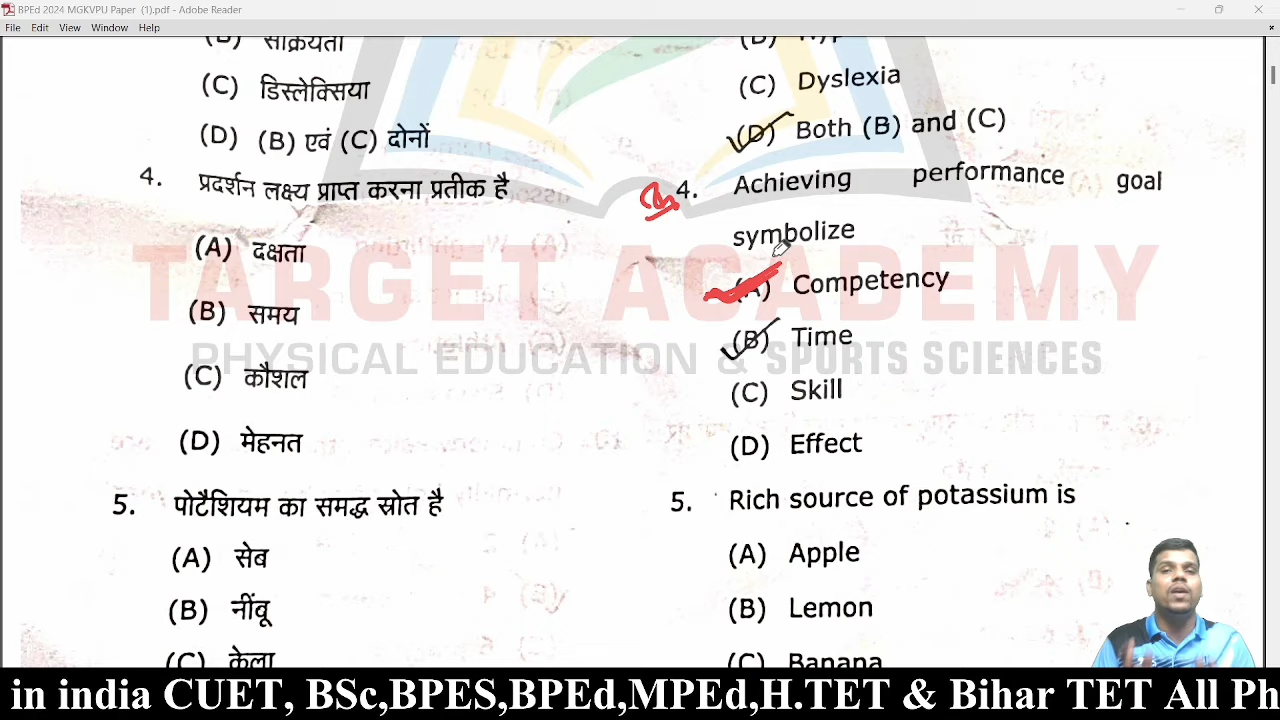 BPEd 2024 MGKVPU Paper (1).pdf - Adobe Reader
File Edit View Window Help
(C) डिस्लेक्सिया
(D) (B) एवं (C) दोनों
4. प्रदर्शन लक्ष्य प्राप्त करना प्रतीक है
(A) दक्षता
(B) समय
(C) कौशल
(D) मेहनत
5. पोटैशियम का समद्ध स्रोत है
(A) सेब
(B) नींबू
(C) केला
(C) Dyslexia
(D) Both (B) and (C)
4. Achieving performance goal
symbolize
(A) Competency
(B) Time
(C) Skill
(D) Effect
5. Rich source of potassium is
(A) Apple
(B) Lemon
(C) Banana
TARGET ACADEMY
PHYSICAL EDUCATION & SPORTS SCIENCES
in india CUET, BSc,BPES,BPEd,MPEd,H.TET & Bihar TET All Ph